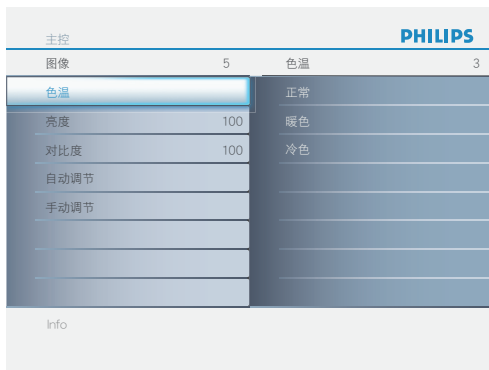 主控 PHILIPS
图像 5 色温 3
色温 正常
亮度 100 暖色
对比度 100 冷色
自动调节
手动调节
Info